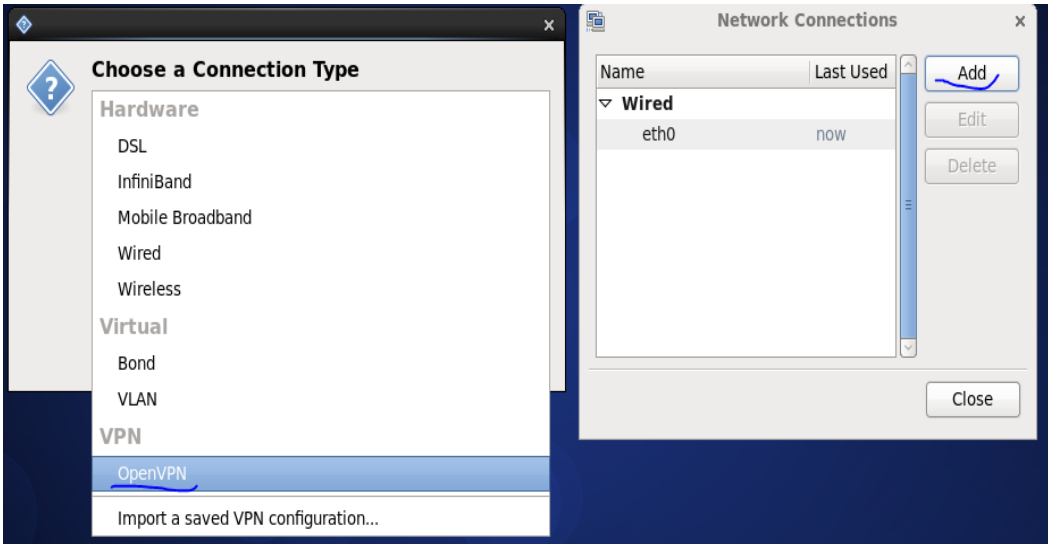 Choose a Connection Type
Hardware
DSL
InfiniBand
Mobile Broadband
Wired
Wireless
Virtual
Bond
VLAN
VPN
OpenVPN
Import a saved VPN configuration...
Network Connections
Name Last Used
Wired
eth0 now
Add
Edit
Delete
Close